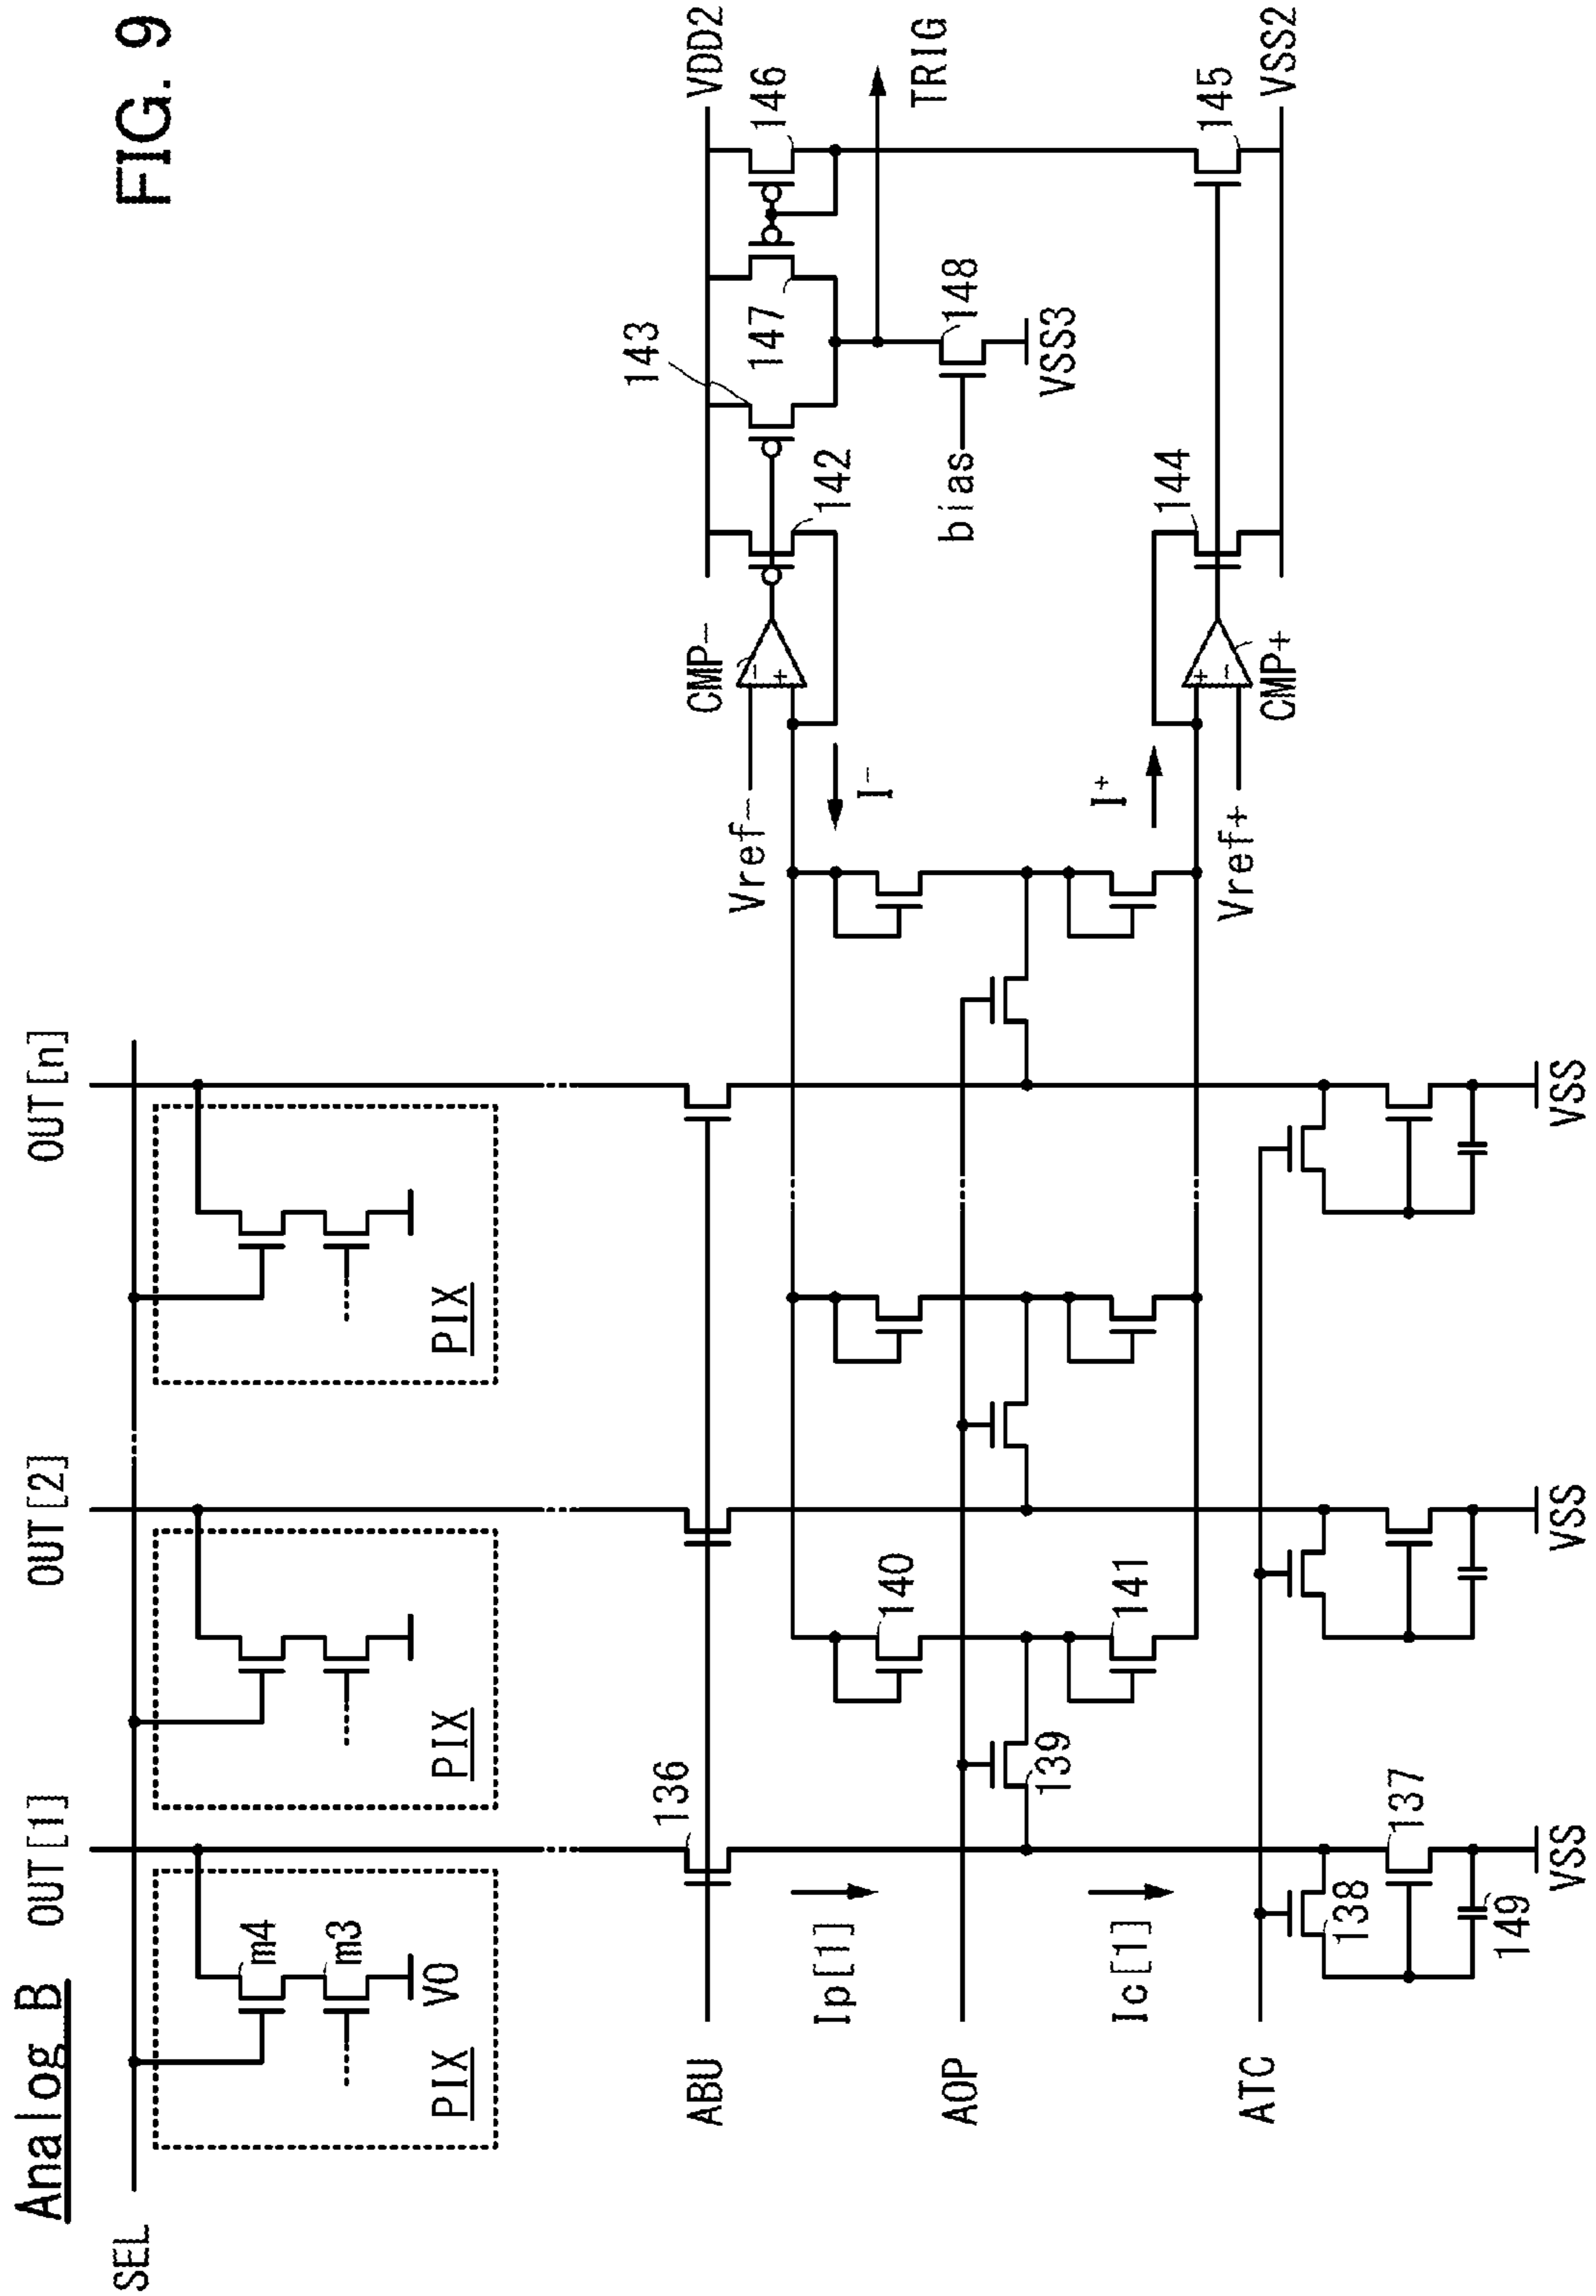 FIG. 9
Analog B
OUT[1]
OUT[2]
OUT[n]
SEL
m4
m3
V0
PIX
PIX
PIX
VDD2
143
146
CMP-
-
+
142
147
TRIG
136
ABU
Vref-
I-
148
bias
VSS3
Ip[1]
140
AOP
139
141
Ic[1]
I+
144
145
Vref+
+
-
CMP+
VSS2
ATC
138
137
149
VSS
VSS
VSS